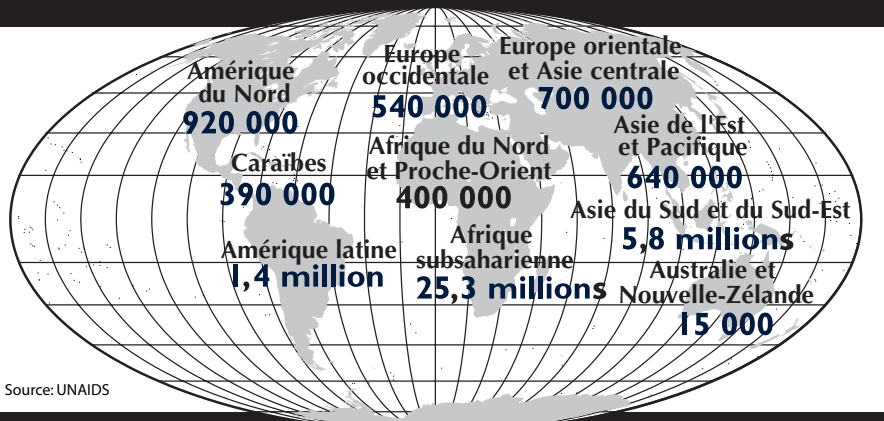 Amérique
du Nord
920 000
Europe
occidentale
540 000
Europe orientale
et Asie centrale
700 000
Caraïbes
390 000
Afrique du Nord
et Proche-Orient
400 000
Asie de l'Est
et Pacifique
640 000
Asie du Sud et du Sud-Est
5,8 millions
Amérique latine
1,4 million
Afrique
subsaharienne
25,3 millions
Australie et
Nouvelle-Zélande
15 000
Source: UNAIDS